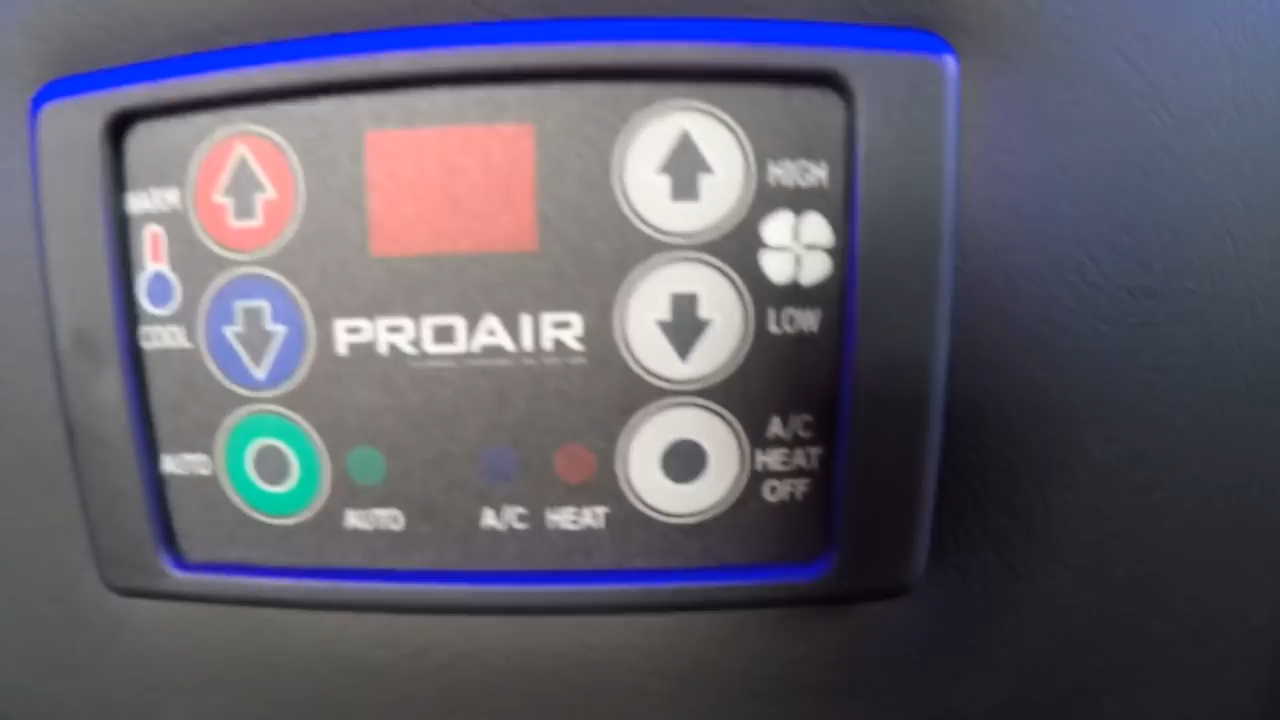 WARM
HIGH
COOL
PROAIR
LOW
AUTO
AUTO
A/C
HEAT
A/C
HEAT
OFF